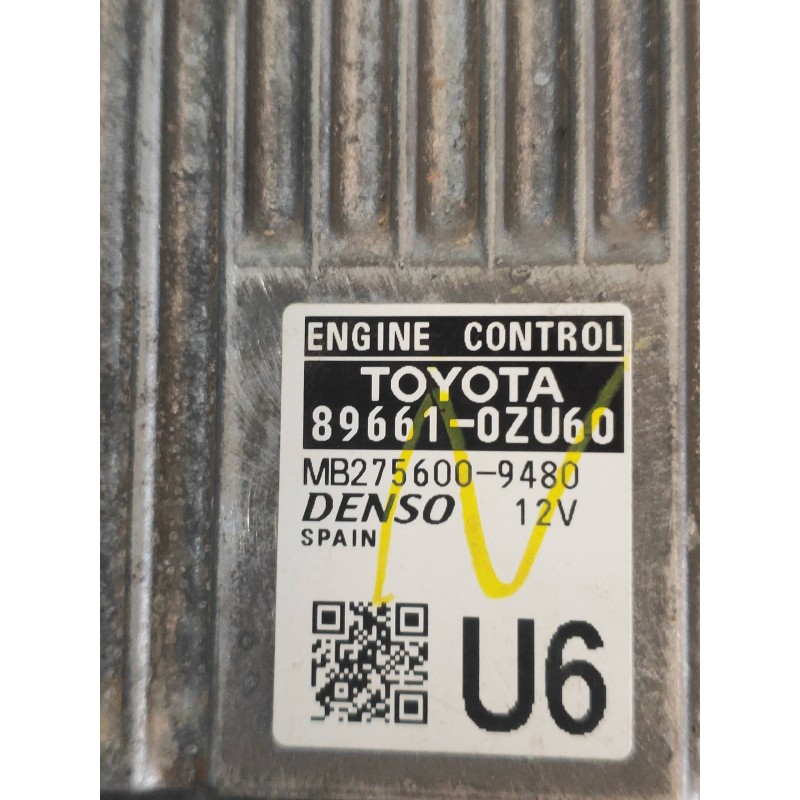 ENGINE CONTROL
TOYOTA
89661-0ZU60
MB275600-9480
DENSO 12V
SPAIN
U6